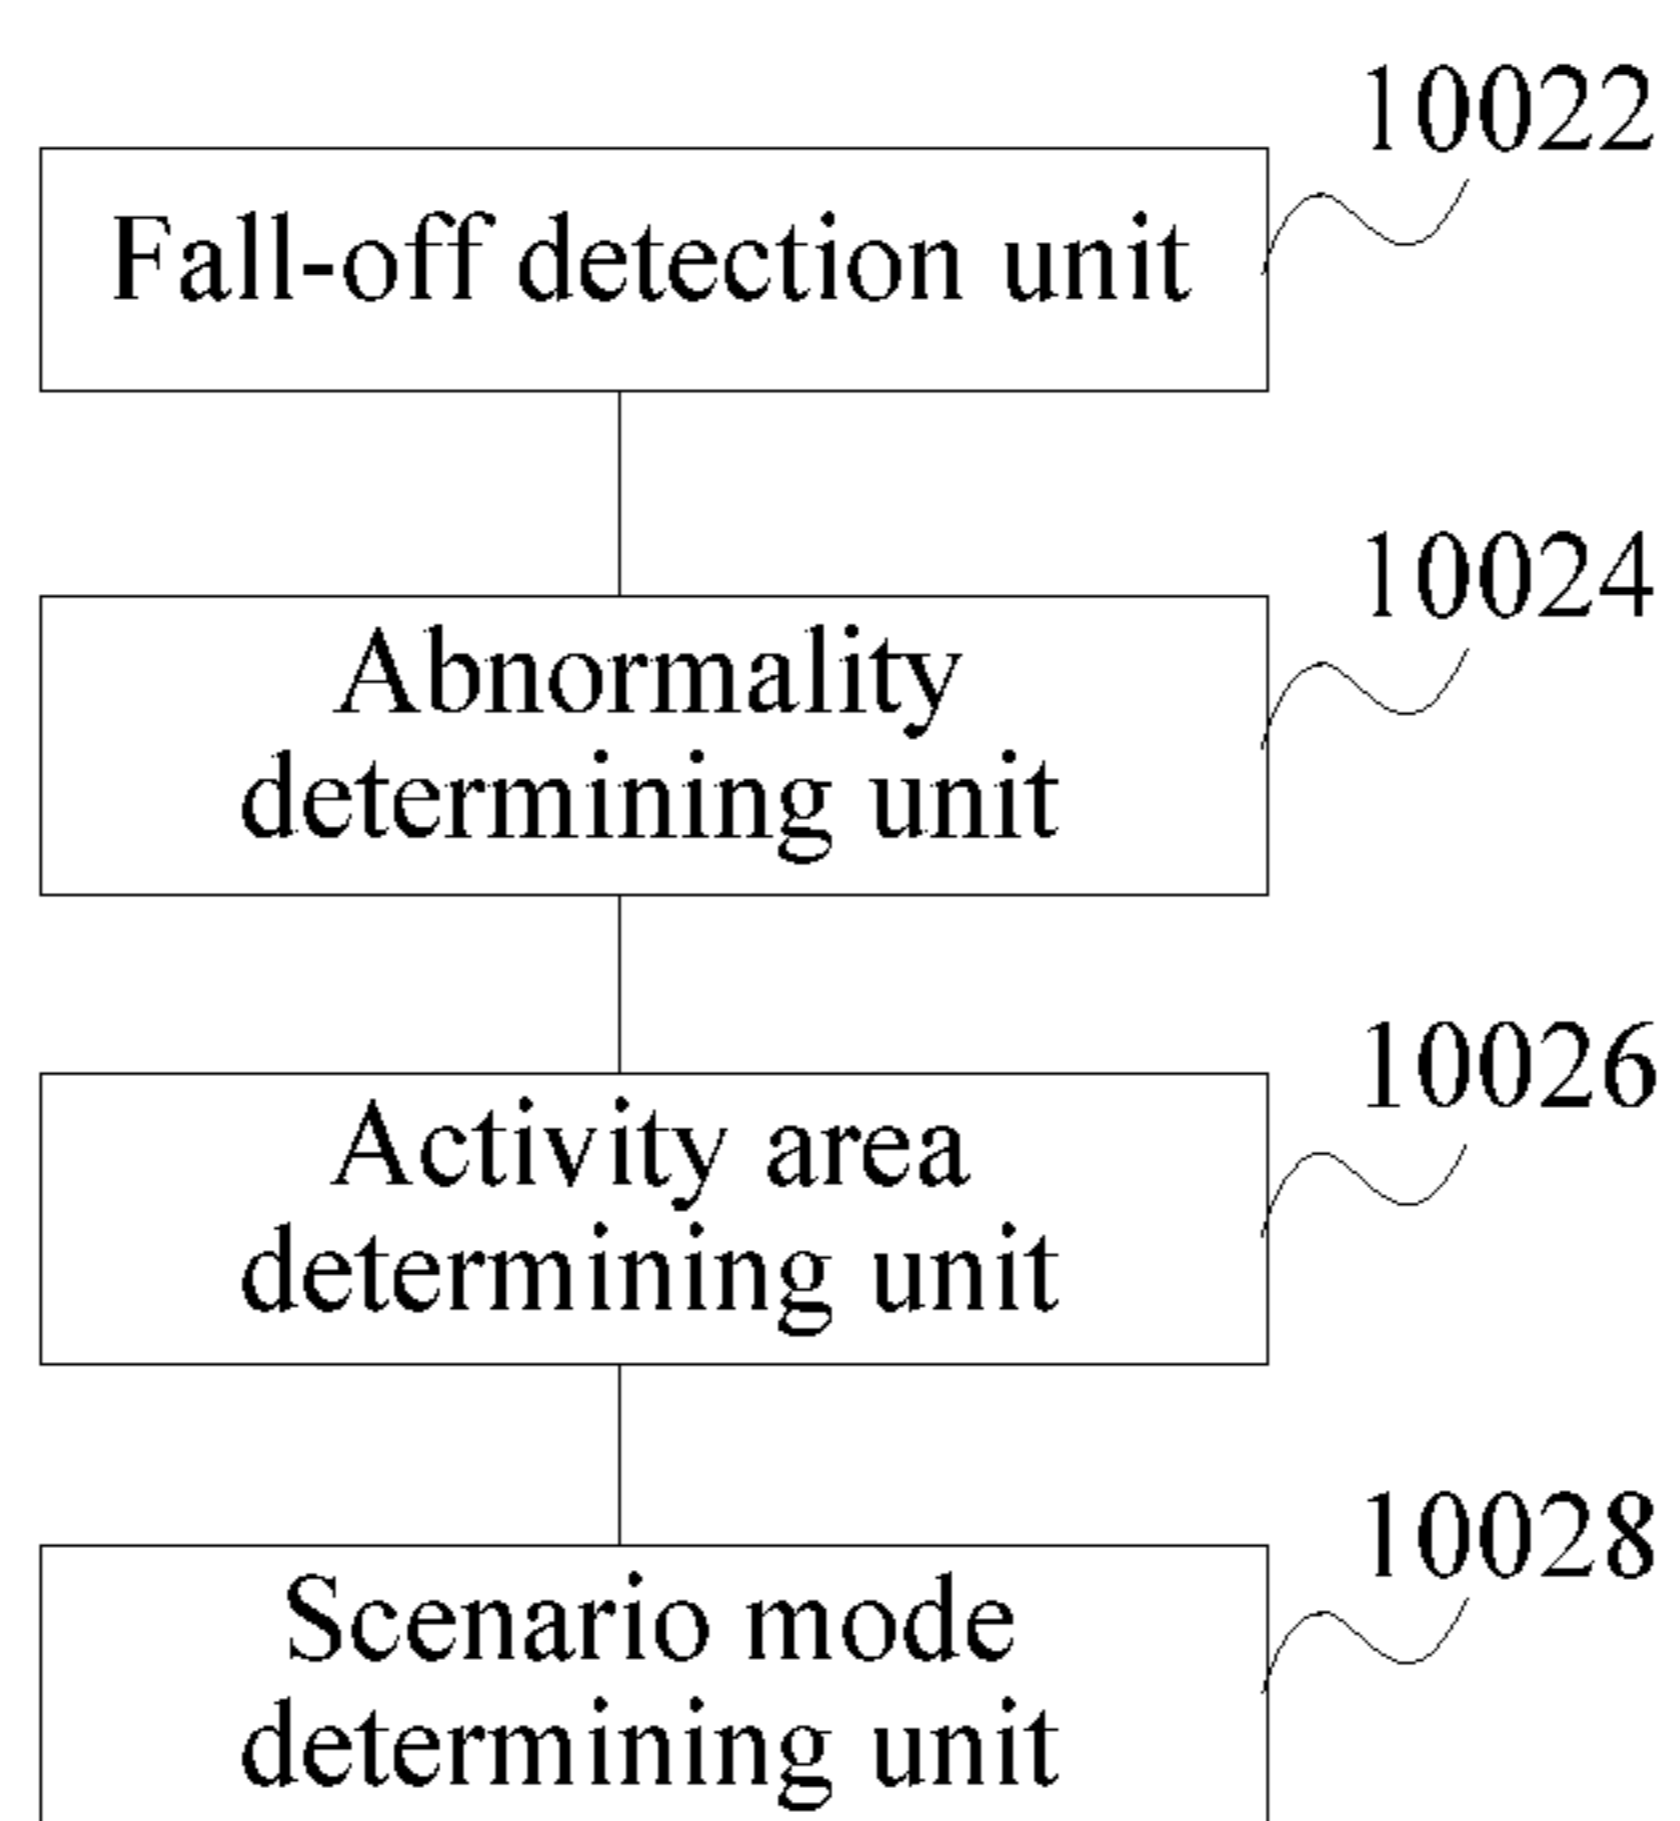 10022
Fall-off detection unit
10024
Abnormality
determining unit
10026
Activity area
determining unit
10028
Scenario mode
determining unit